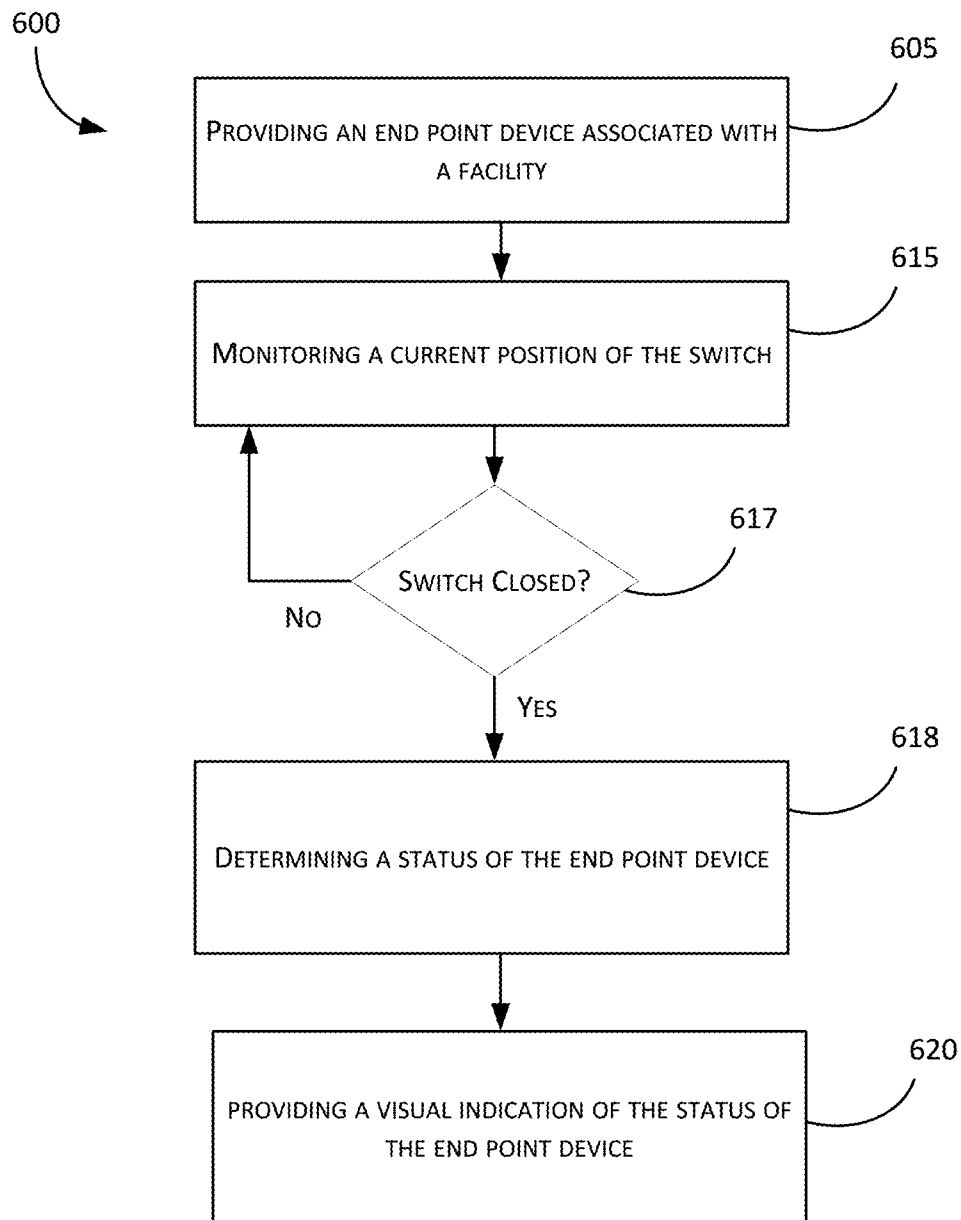 600
605
PROVIDING AN END POINT DEVICE ASSOCIATED WITH
A FACILITY
615
MONITORING A CURRENT POSITION OF THE SWITCH
617
SWITCH CLOSED?
NO
YES
618
DETERMINING A STATUS OF THE END POINT DEVICE
620
PROVIDING A VISUAL INDICATION OF THE STATUS OF
THE END POINT DEVICE